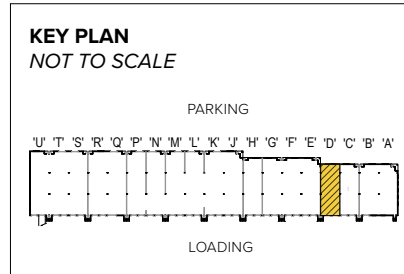 KEY PLAN
NOT TO SCALE
PARKING
'U' 'T' 'S' 'R' 'Q' 'P' 'N' 'M' 'L' 'K' 'J' 'H' 'G' 'F' 'E' 'D' 'C' 'B' 'A'
LOADING